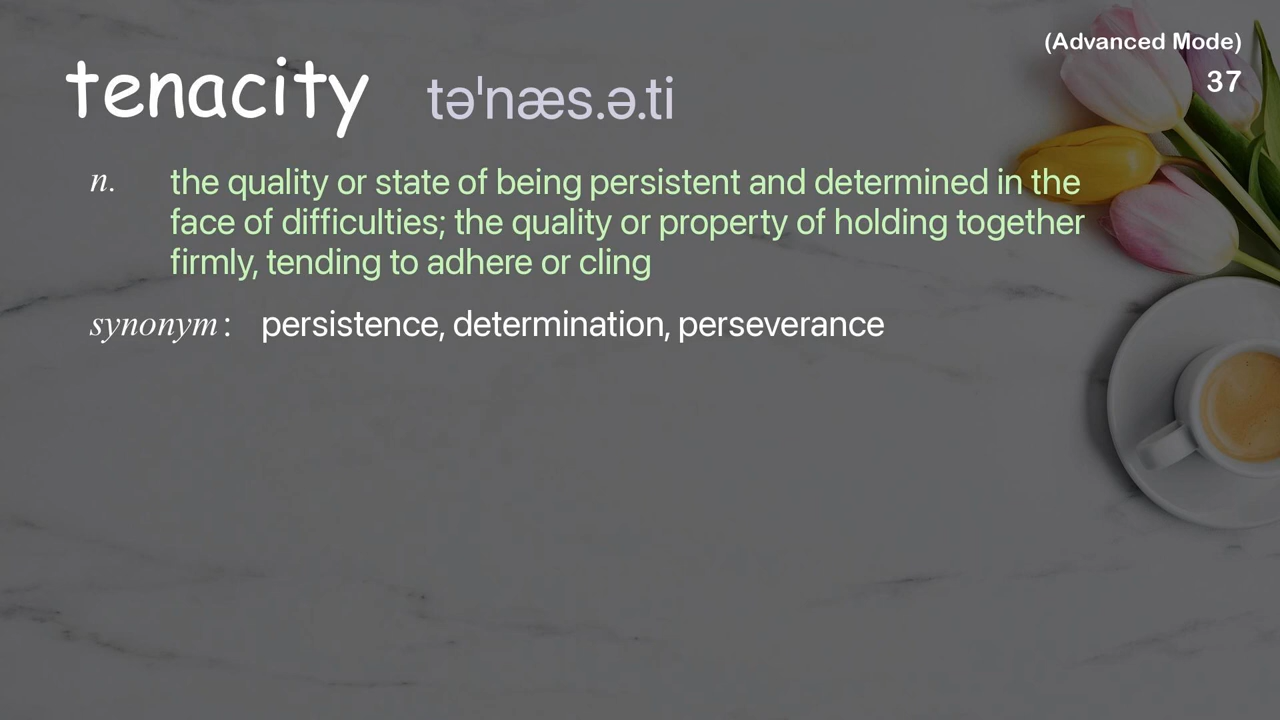 (Advanced Mode)
37
tenacity təˈnæs.ə.ti
n. the quality or state of being persistent and determined in the
face of difficulties; the quality or property of holding together
firmly, tending to adhere or cling
synonym: persistence, determination, perseverance